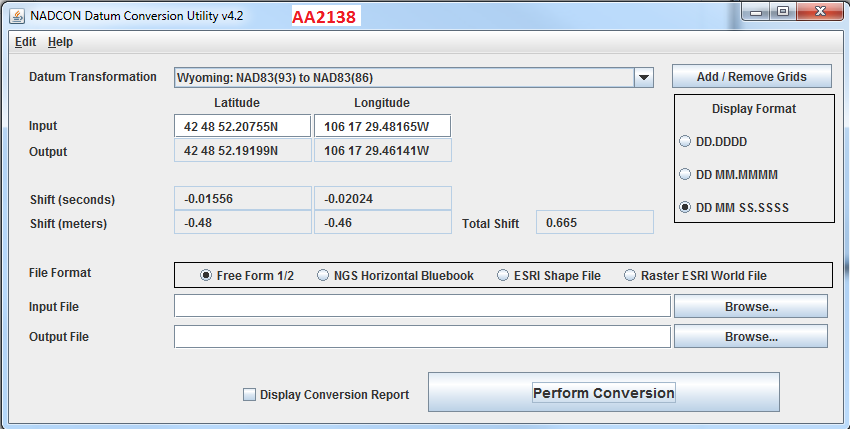 NADCON Datum Conversion Utility v4.2 AA2138
Edit Help
Datum Transformation Wyoming: NAD83(93) to NAD83(86) Add / Remove Grids
Latitude Longitude Display Format
Input 42 48 52.20755N 106 17 29.48165W
DD.DDDD
Output 42 48 52.19199N 106 17 29.46141W
DD MM.MMMM
Shift (seconds) -0.01556 -0.02024
DD MM SS.SSSS
Shift (meters) -0.48 -0.46 Total Shift 0.665
File Format Free Form 1/2 NGS Horizontal Bluebook ESRI Shape File Raster ESRI World File
Input File Browse...
Output File Browse...
Display Conversion Report Perform Conversion